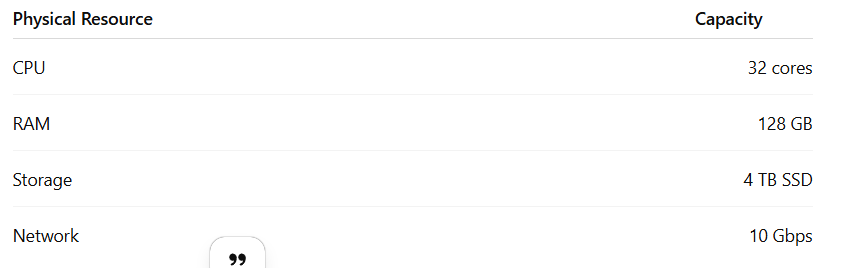 Physical Resource Capacity
CPU 32 cores
RAM 128 GB
Storage 4 TB SSD
Network 10 Gbps
”